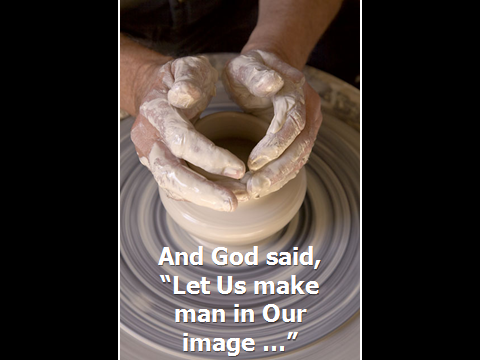 And God said,
“Let Us make
man in Our
image …”